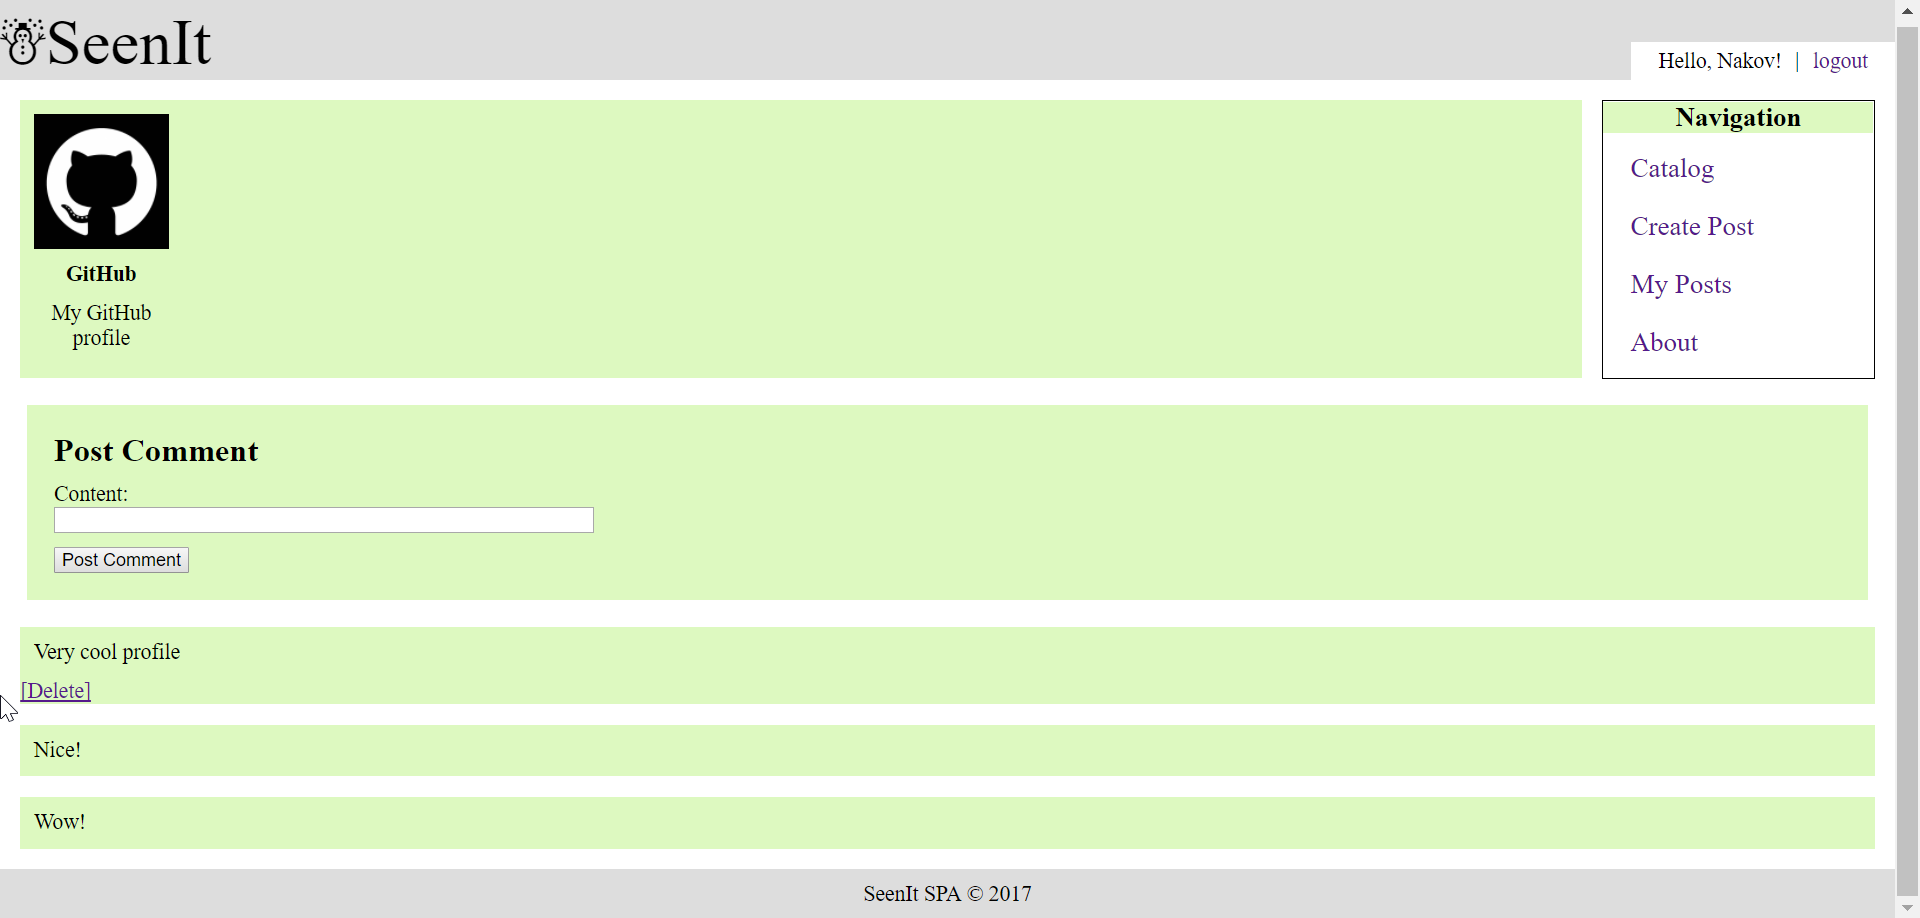 ☃SeenIt
Hello, Nakov! | logout
GitHub
My GitHub
profile
Navigation
Catalog
Create Post
My Posts
About
Post Comment
Content:
Post Comment
Very cool profile
[Delete]
Nice!
Wow!
SeenIt SPA © 2017